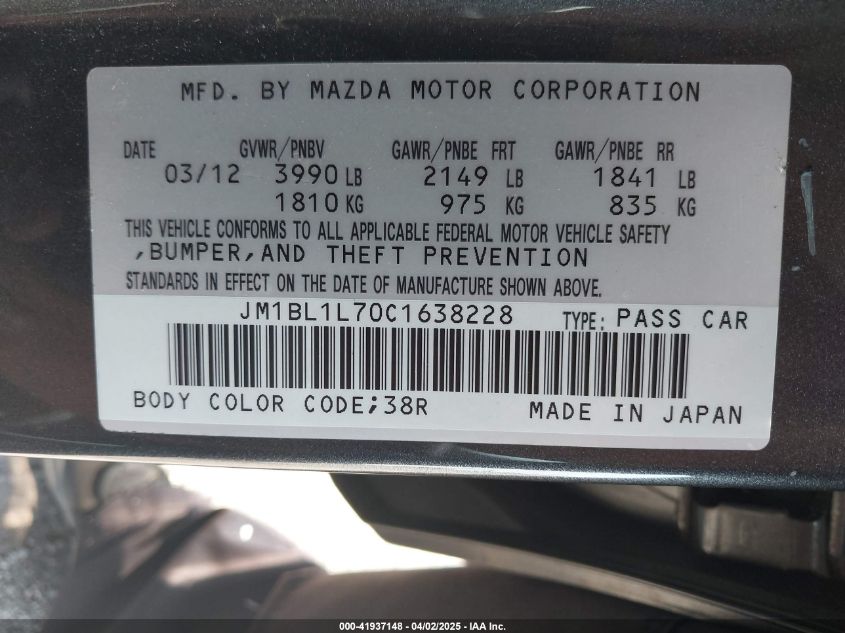 MFD. BY MAZDA MOTOR CORPORATION
DATE GVWR/PNBV GAWR/PNBE FRT GAWR/PNBE RR
03/12 3990 LB 2149 LB 1841 LB
1810 KG 975 KG 835 KG
THIS VEHICLE CONFORMS TO ALL APPLICABLE FEDERAL MOTOR VEHICLE SAFETY
,BUMPER,AND THEFT PREVENTION
STANDARDS IN EFFECT ON THE DATE OF MANUFACTURE SHOWN ABOVE.
JM1BL1L70C1638228 TYPE: PASS CAR
BODY COLOR CODE;38R MADE IN JAPAN
000-41937148 - 04/02/2025 - IAA Inc.